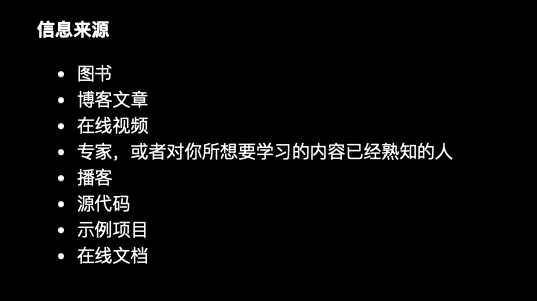 信息来源
• 图书
• 博客文章
• 在线视频
• 专家，或者对你所想要学习的内容已经熟知的人
• 播客
• 源代码
• 示例项目
• 在线文档